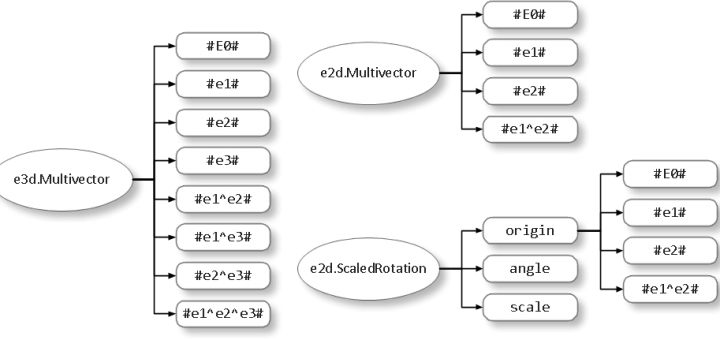 e3d.Multivector
#E0#
#e1#
#e2#
#e3#
#e1^e2#
#e1^e3#
#e2^e3#
#e1^e2^e3#
e2d.Multivector
#E0#
#e1#
#e2#
#e1^e2#
e2d.ScaledRotation
origin
angle
scale
#E0#
#e1#
#e2#
#e1^e2#